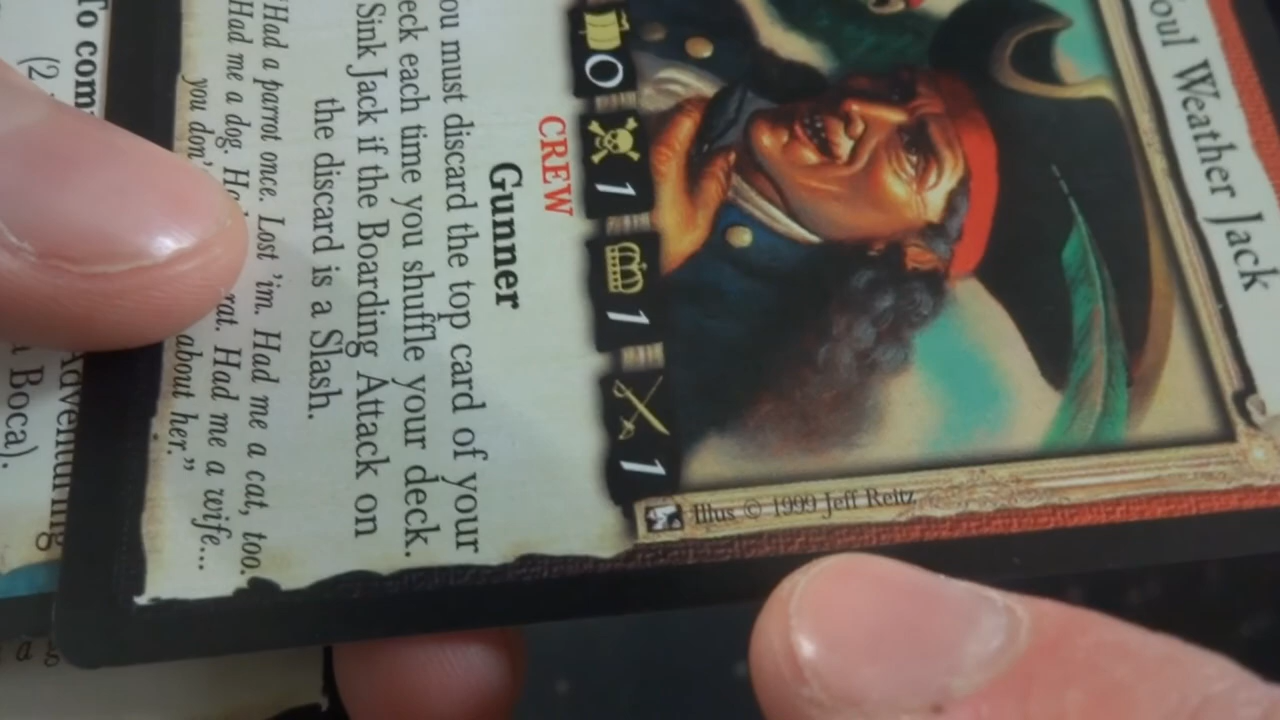 oul Weather Jack
Illus © 1999 Jeff Reitz
0
1
1
1
CREW
Gunner
ou must discard the top card of your
eck each time you shuffle your deck.
Sink Jack if the Boarding Attack on
the discard is a Slash.
"Had a parrot once. Lost 'im. Had me a cat, too.
Had me a dog. rat. Had me a wife...
you don' about her."
To com
(2
Adventuring
Boca).